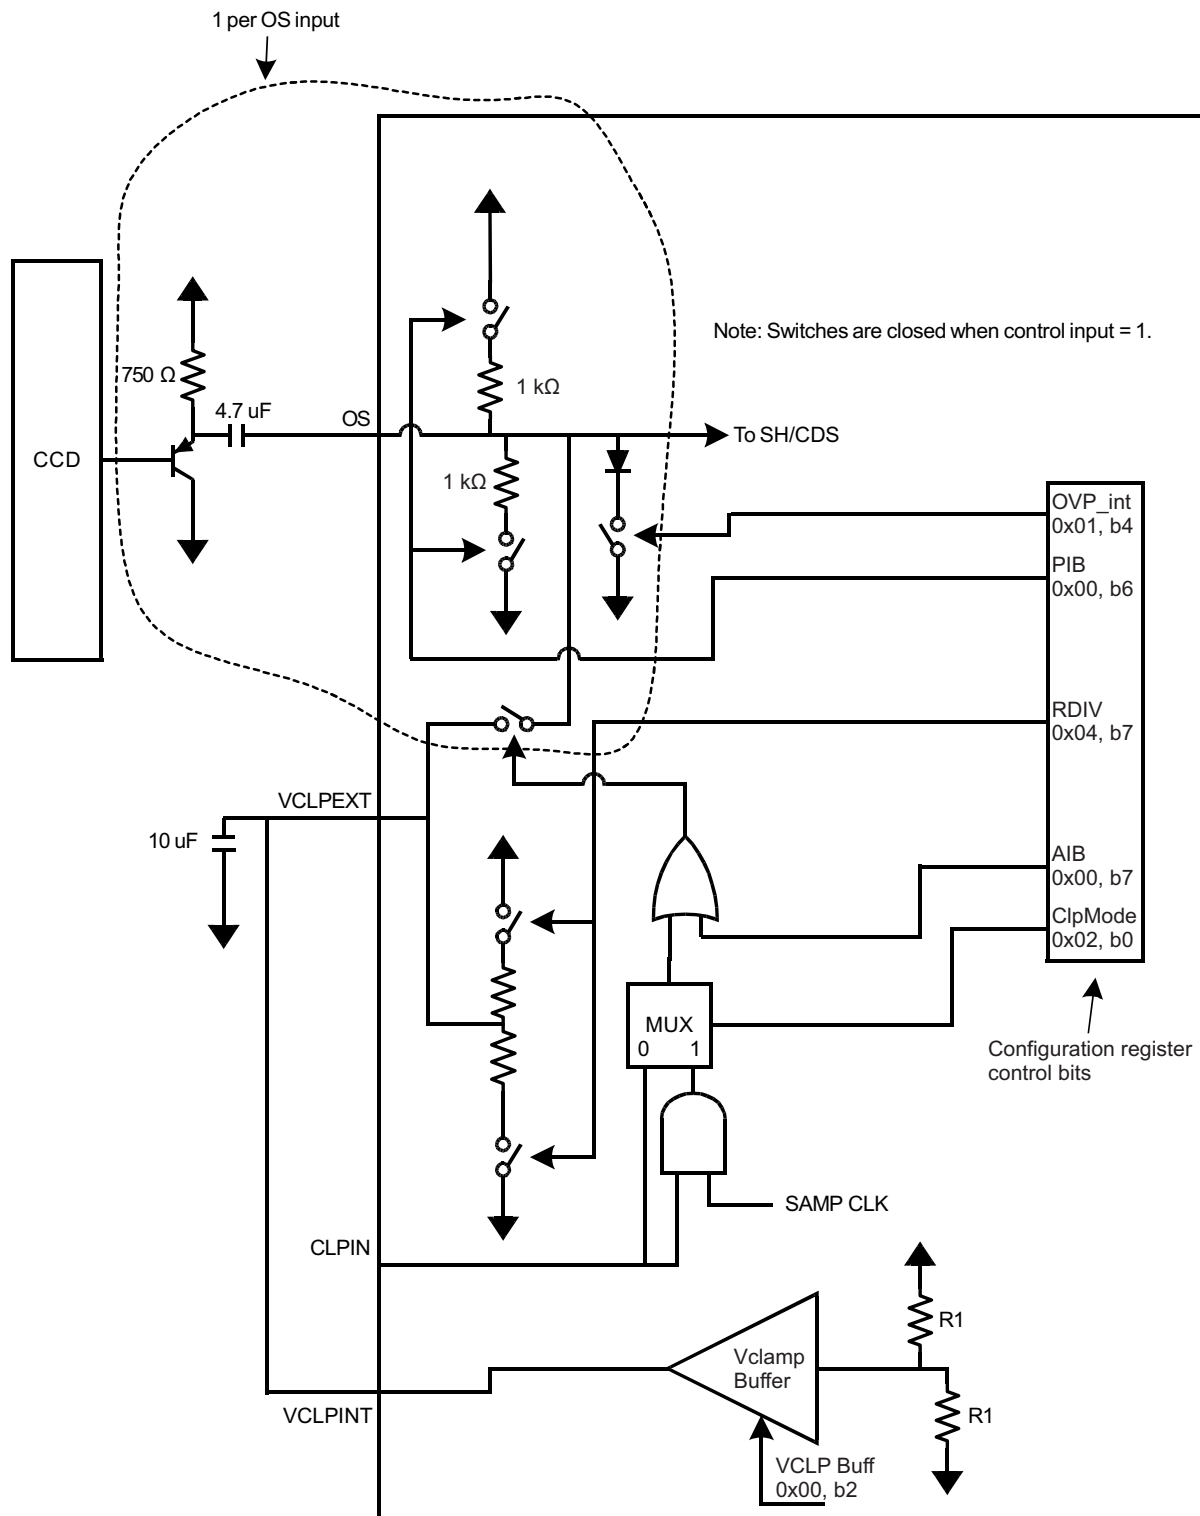 1 per OS input
Note: Switches are closed when control input = 1.
750 Ω
4.7 uF
OS
1 kΩ
To SH/CDS
CCD
1 kΩ
OVP_int
0x01, b4
PIB
0x00, b6
RDIV
0x04, b7
VCLPEXT
10 uF
AIB
0x00, b7
ClpMode
0x02, b0
MUX
0 1
Configuration register
control bits
SAMP CLK
CLPIN
R1
Vclamp
Buffer
VCLPINT
R1
VCLP Buff
0x00, b2